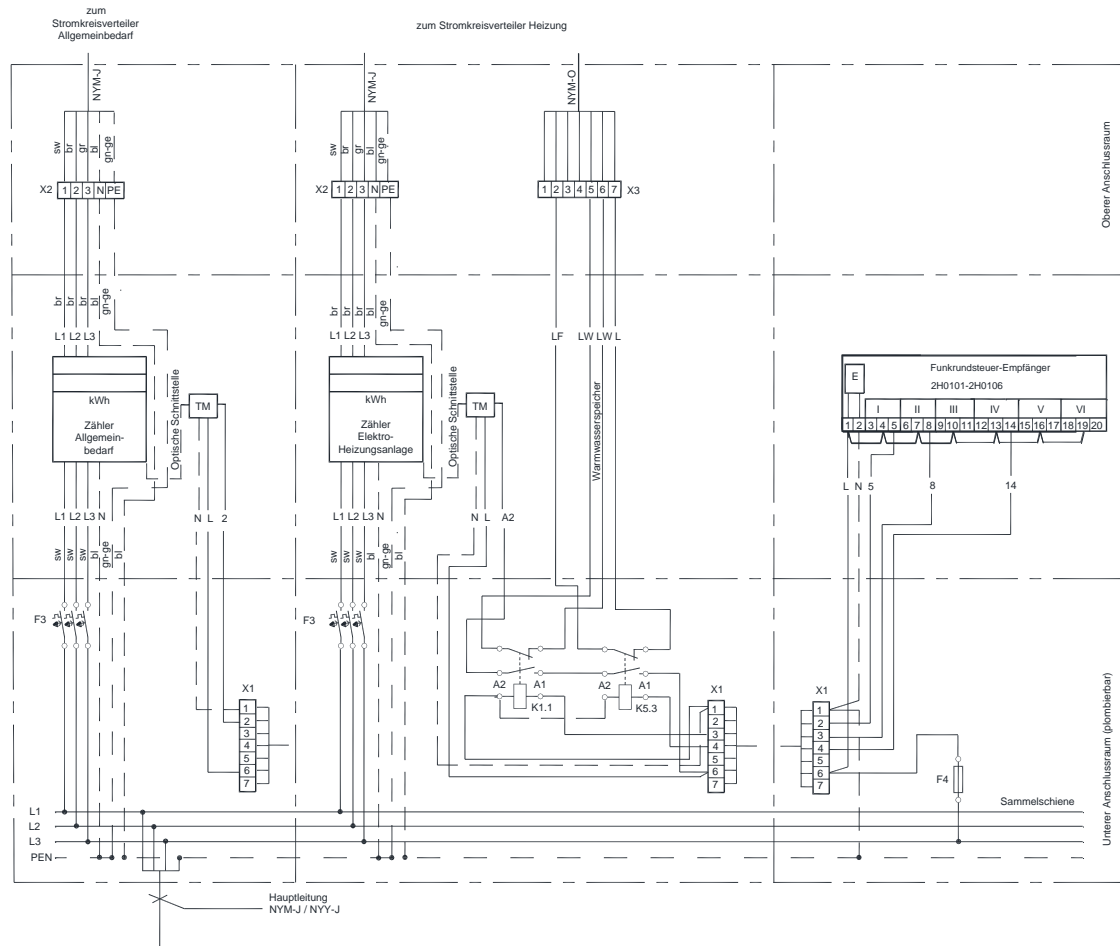 zum
Stromkreisverteiler
Allgemeinbedarf
zum Stromkreisverteiler Heizung
NYM-J
NYM-J
NYM-O
sw br gr bl gn-ge
sw br gr bl gn-ge
X2 1 2 3 N PE
X2 1 2 3 N PE
1 2 3 4 5 6 7 X3
Oberer Anschlussraum
br br br bl gn-ge
br br br bl gn-ge
L1 L2 L3
L1 L2 L3
LF LW LW L
kWh
Zähler
Allgemein-
bedarf
Optische Schnittstelle
TM
kWh
Zähler
Elektro-
Heizungsanlage
Optische Schnittstelle
TM
Warmwasserspeicher
E
Funkrundsteuer-Empfänger
2H0101-2H0106
I II III IV V VI
1 2 3 4 5 6 7 8 9 10 11 12 13 14 15 16 17 18 19 20
L N 5 8 14
L1 L2 L3 N
N L 2
L1 L2 L3 N
N L A2
sw sw sw bl gn-ge bl
sw sw sw bl gn-ge bl
F3
F3
A2 A1 A2 A1
K1.1 K5.3
X1
1
2
3
4
5
6
7
X1
1
2
3
4
5
6
7
X1
1
2
3
4
5
6
7
F4
Unterer Anschlussraum (plombierbar)
Sammelschiene
L1
L2
L3
PEN
Hauptleitung
NYM-J / NYY-J